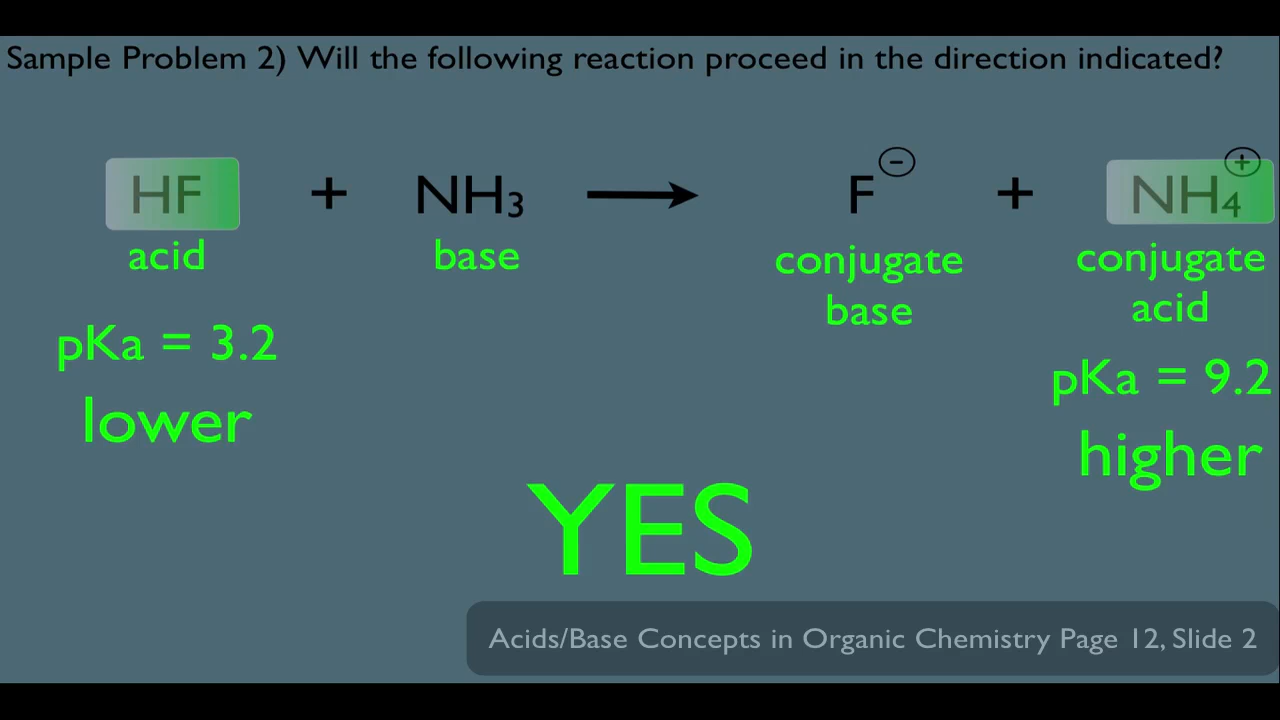 Sample Problem 2) Will the following reaction proceed in the direction indicated?
HF + NH₃ → F⊖ + NH₄⊕
acid base conjugate base conjugate acid
pKa = 3.2 pKa = 9.2
lower higher
YES
Acids/Base Concepts in Organic Chemistry Page 12, Slide 2